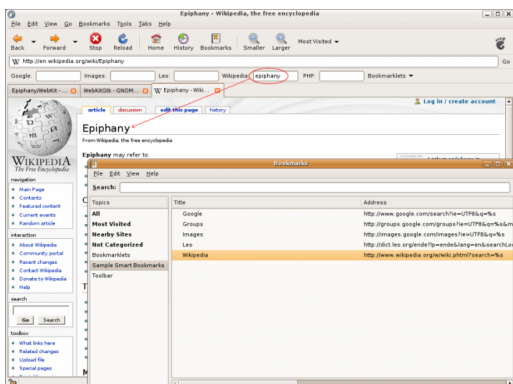 Epiphany - Wikipedia, the free encyclopedia
File Edit View Go Bookmarks Tools Tabs Help
Back Forward Stop Reload Home History Bookmarks Smaller Larger Most Visited
http://en.wikipedia.org/wiki/Epiphany Go
Google: Images: Leo: Wikipedia: epiphany PHP: Bookmarklets
Epiphany/WebKit - ... WebKitGtk - GNOM... Epiphany - Wiki...
Log in / create account
article discussion edit this page history
Epiphany
From Wikipedia, the free encyclopedia
Epiphany may refer to:
WIKIPEDIA
The Free Encyclopedia
navigation
Main Page
Contents
Featured content
Current events
Random article
interaction
About Wikipedia
Community portal
Recent changes
Contact Wikipedia
Donate to Wikipedia
Help
search
Go Search
toolbox
What links here
Related changes
Upload file
Special pages
Bookmarks
File Edit View Help
Search:
Topics Title Address
All Google http://www.google.com/search?ie=UTF8&q=%s
Most Visited Groups http://groups.google.com/groups?ie=UTF8&q=%s&m
Nearby Sites Images http://images.google.com/images?ie=UTF8&q=%s
Not Categorized Leo http://dict.leo.org/ende?lp=ende&lang=en&searchLo
Bookmarklets Wikipedia http://www.wikipedia.org/w/wiki.phtml?search=%s
Sample Smart Bookmarks
Toolbar